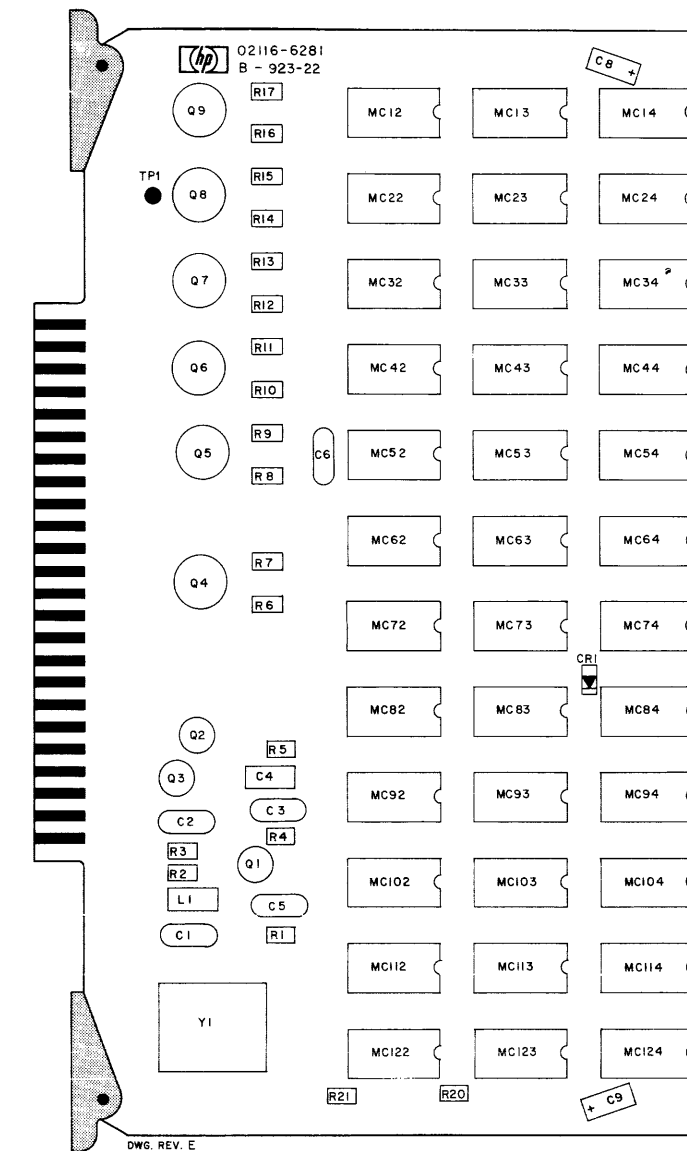 hp 02116-6281
B - 923-22
C8 +
R17
Q9
MC12 MC13 MC14
R16
TP1
R15
Q8
MC22 MC23 MC24
R14
R13
Q7
MC32 MC33 MC34
R12
R11
Q6
MC42 MC43 MC44
R10
R9
Q5
C6
MC52 MC53 MC54
R8
MC62 MC63 MC64
R7
Q4
R6
MC72 MC73 MC74
CR1
MC82 MC83 MC84
Q2
R5
Q3
C4
MC92 MC93 MC94
C3
C2
R4
R3
Q1
R2
MC102 MC103 MC104
L1
C5
C1
R1
MC112 MC113 MC114
Y1
MC122 MC123 MC124
R21 R20 + C9
DWG. REV. E